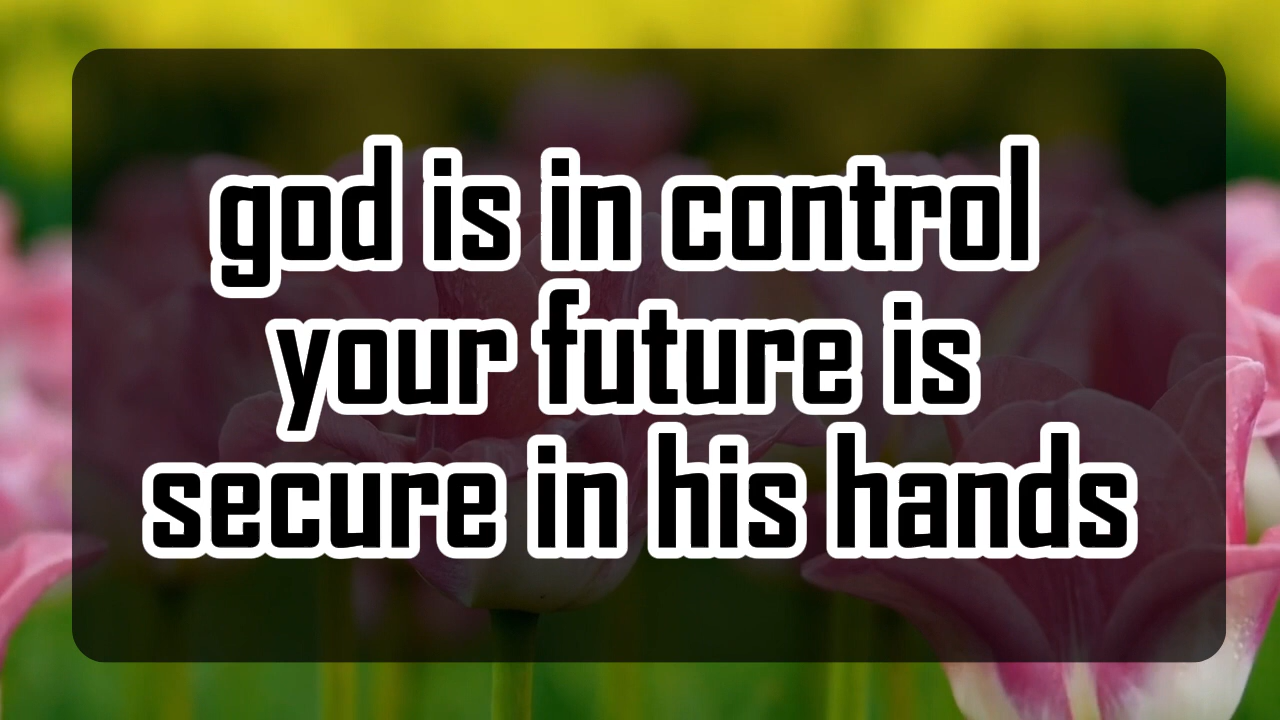 god is in control
your future is
secure in his hands